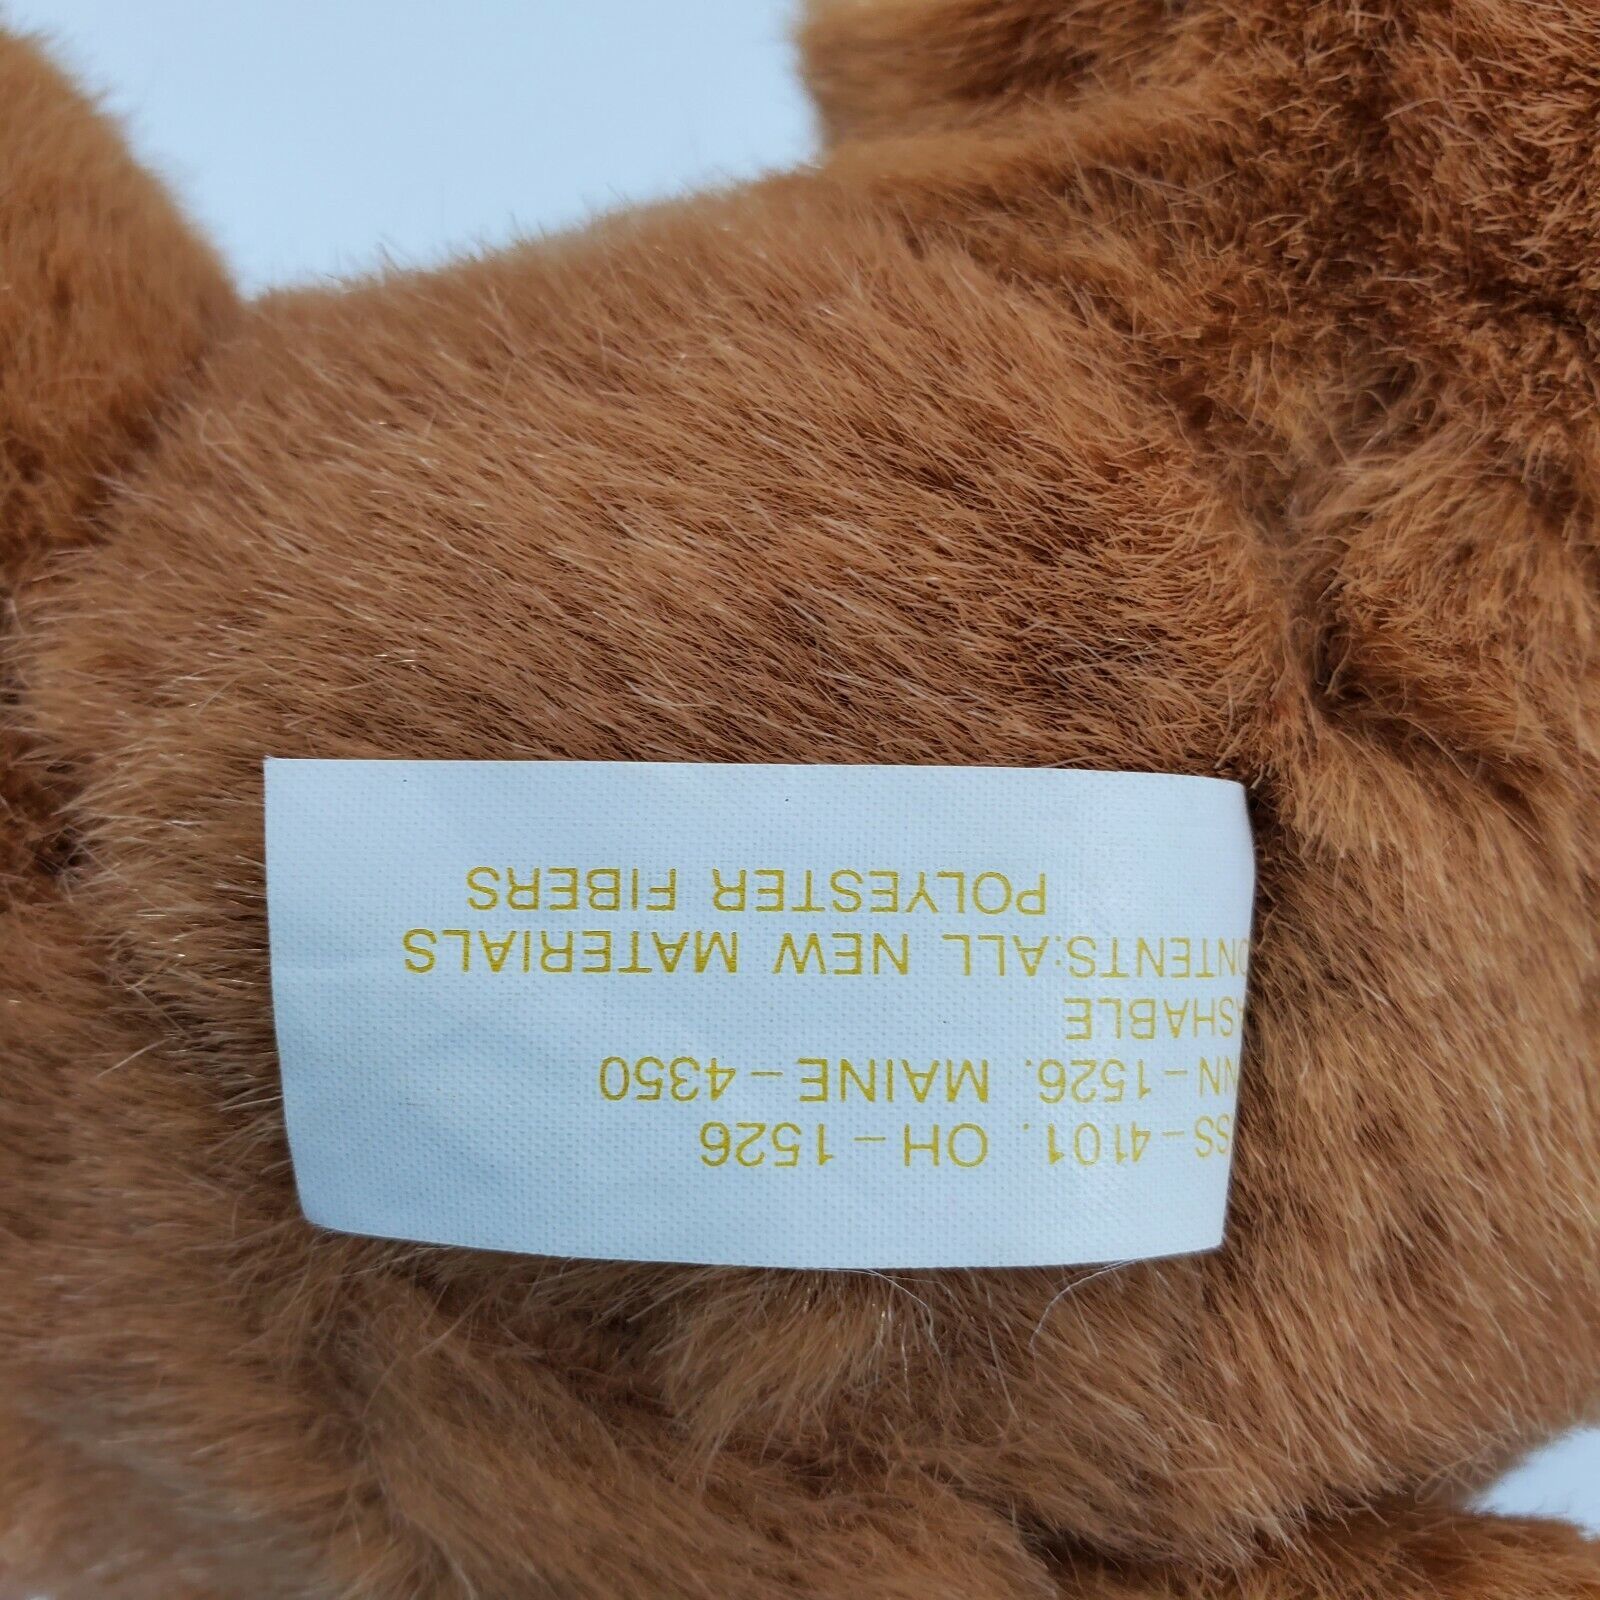 SS-4101. OH-1526
NN-1526. MAINE-4350
ASHABLE
ONTENTS:ALL NEW MATERIALS
POLYESTER FIBERS